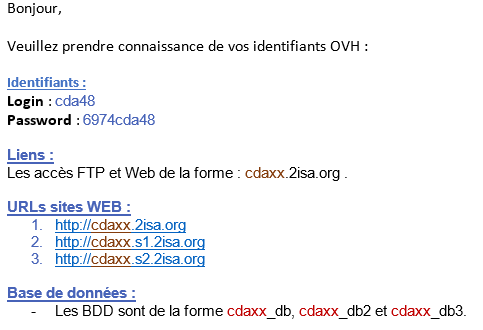 Bonjour,
Veuillez prendre connaissance de vos identifiants OVH :
Identifiants :
Login : cda48
Password : 6974cda48
Liens :
Les accès FTP et Web de la forme : cdaxx.2isa.org .
URLs sites WEB :
1. http://cdaxx.2isa.org
2. http://cdaxx.s1.2isa.org
3. http://cdaxx.s2.2isa.org
Base de données :
- Les BDD sont de la forme cdaxx_db, cdaxx_db2 et cdaxx_db3.